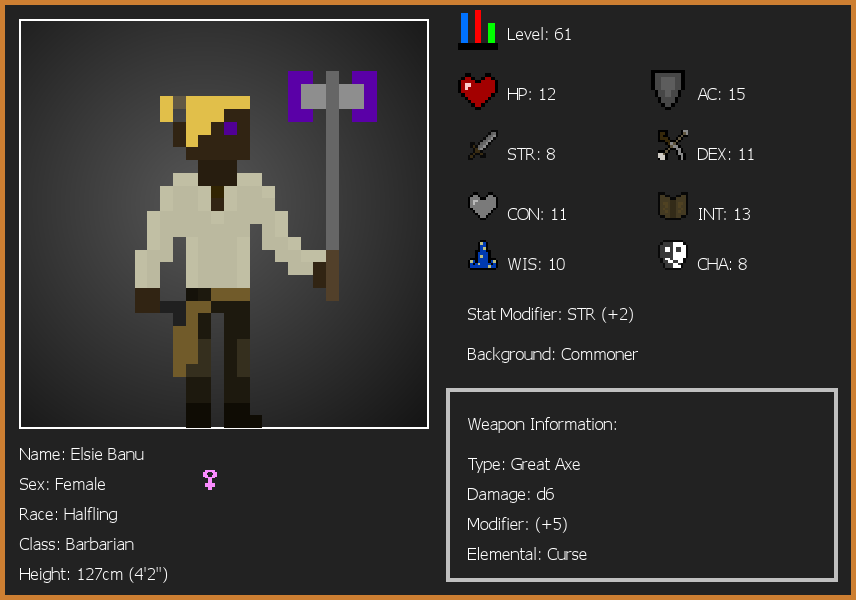 Level: 61
HP: 12
AC: 15
STR: 8
DEX: 11
CON: 11
INT: 13
WIS: 10
CHA: 8
Stat Modifier: STR (+2)
Background: Commoner
Weapon Information:
Type: Great Axe
Damage: d6
Modifier: (+5)
Elemental: Curse
Name: Elsie Banu
Sex: Female
Race: Halfling
Class: Barbarian
Height: 127cm (4'2")